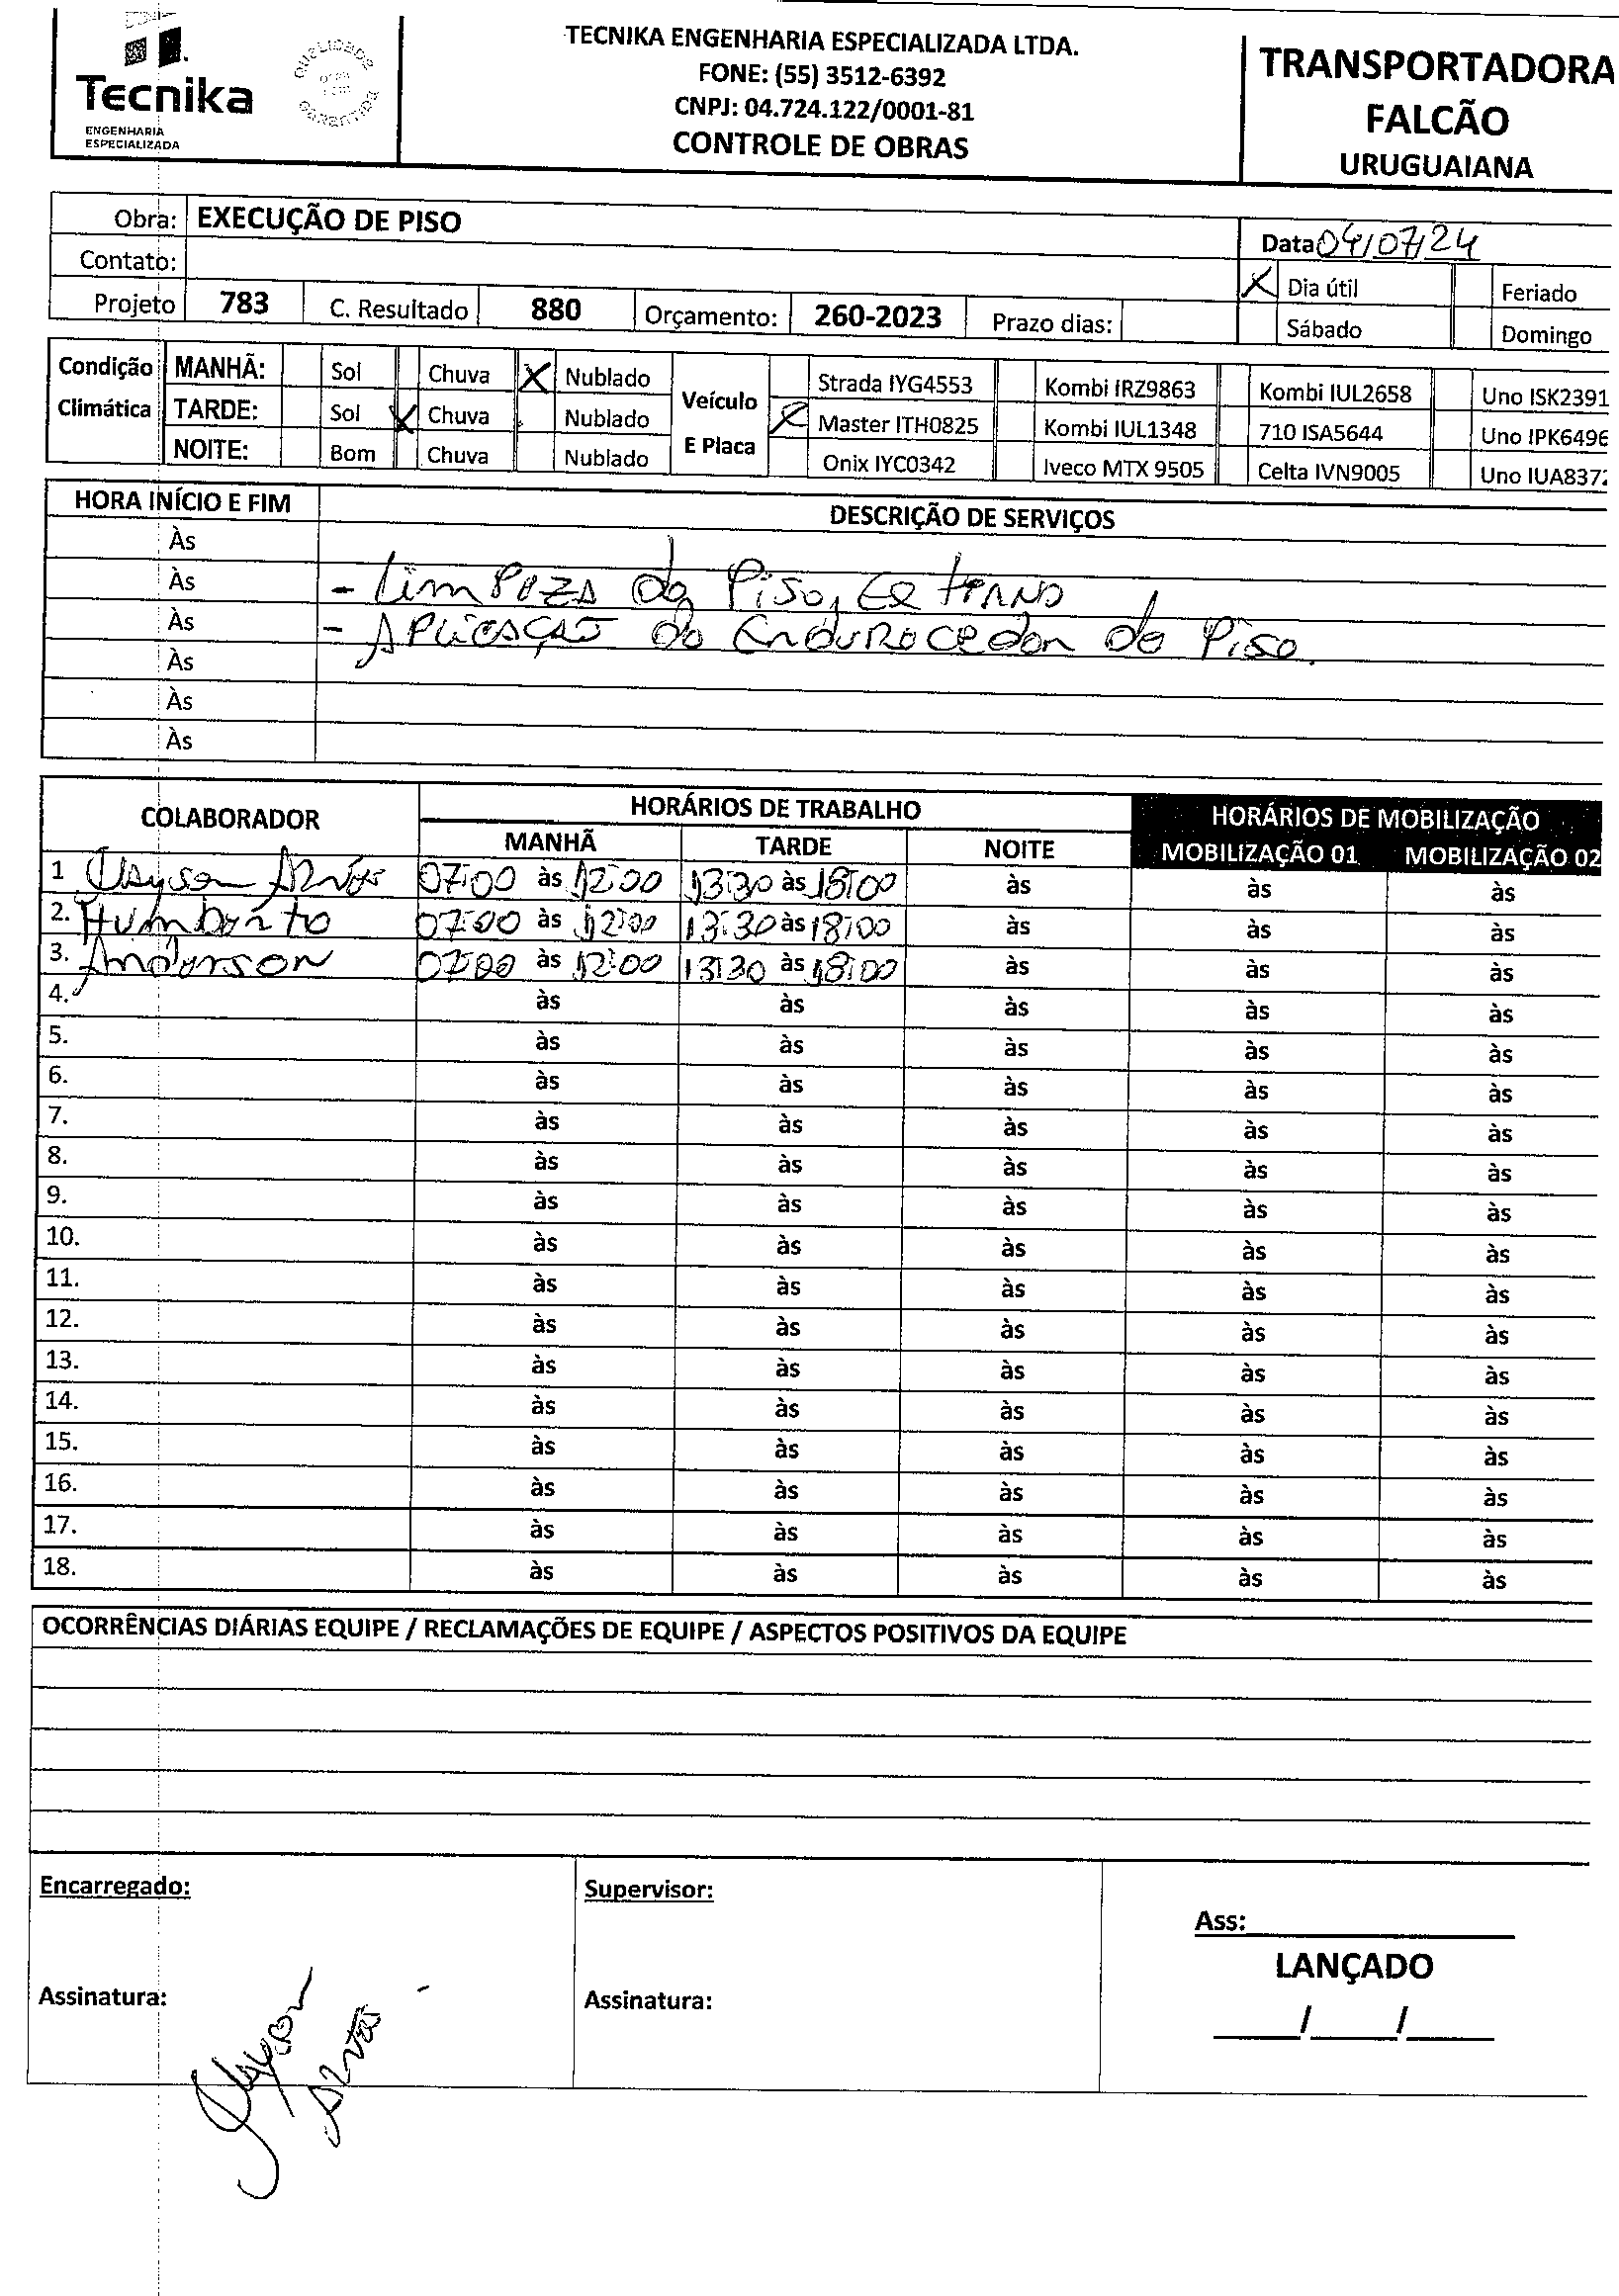 Tecnika
ENGENHARIA
ESPECIALIZADA
QUALIDADE
GARANTIDA
TECNIKA ENGENHARIA ESPECIALIZADA LTDA.
FONE: (55) 3512-6392
CNPJ: 04.724.122/0001-81
CONTROLE DE OBRAS
TRANSPORTADORA
FALCÃO
URUGUAIANA
Obra: EXECUÇÃO DE PISO
Data 04/07/24
Contato:
X Dia útil Feriado
Projeto 783 C. Resultado 880 Orçamento: 260-2023 Prazo dias:
Sábado Domingo
Condição Climática
MANHÃ: Sol Chuva X Nublado
TARDE: Sol X Chuva Nublado
NOITE: Bom Chuva Nublado
Veículo E Placa
Strada IYG4553 Kombi IRZ9863 Kombi IUL2658 Uno ISK2391
X Master ITH0825 Kombi IUL1348 710 ISA5644 Uno IPK6496
Onix IYC0342 Iveco MTX 9505 Celta IVN9005 Uno IUA8372
HORA INÍCIO E FIM DESCRIÇÃO DE SERVIÇOS
Às
Às - Limpeza do Piso, Externo
Às - Aplicação do Endurecedor do Piso.
Às
Às
Às
COLABORADOR HORÁRIOS DE TRABALHO HORÁRIOS DE MOBILIZAÇÃO
MANHÃ TARDE NOITE MOBILIZAÇÃO 01 MOBILIZAÇÃO 02
1 07:00 às 12:00 13:30 às 18:00 às às às
2. Humberto 07:00 às 12:00 13:30 às 18:00 às às às
3. Anderson 07:00 às 12:00 13:30 às 18:00 às às às
4. às às às às às
5. às às às às às
6. às às às às às
7. às às às às às
8. às às às às às
9. às às às às às
10. às às às às às
11. às às às às às
12. às às às às às
13. às às às às às
14. às às às às às
15. às às às às às
16. às às às às às
17. às às às às às
18. às às às às às
OCORRÊNCIAS DIÁRIAS EQUIPE / RECLAMAÇÕES DE EQUIPE / ASPECTOS POSITIVOS DA EQUIPE
Encarregado:
Assinatura:
Supervisor:
Assinatura:
Ass:
LANÇADO
/ /